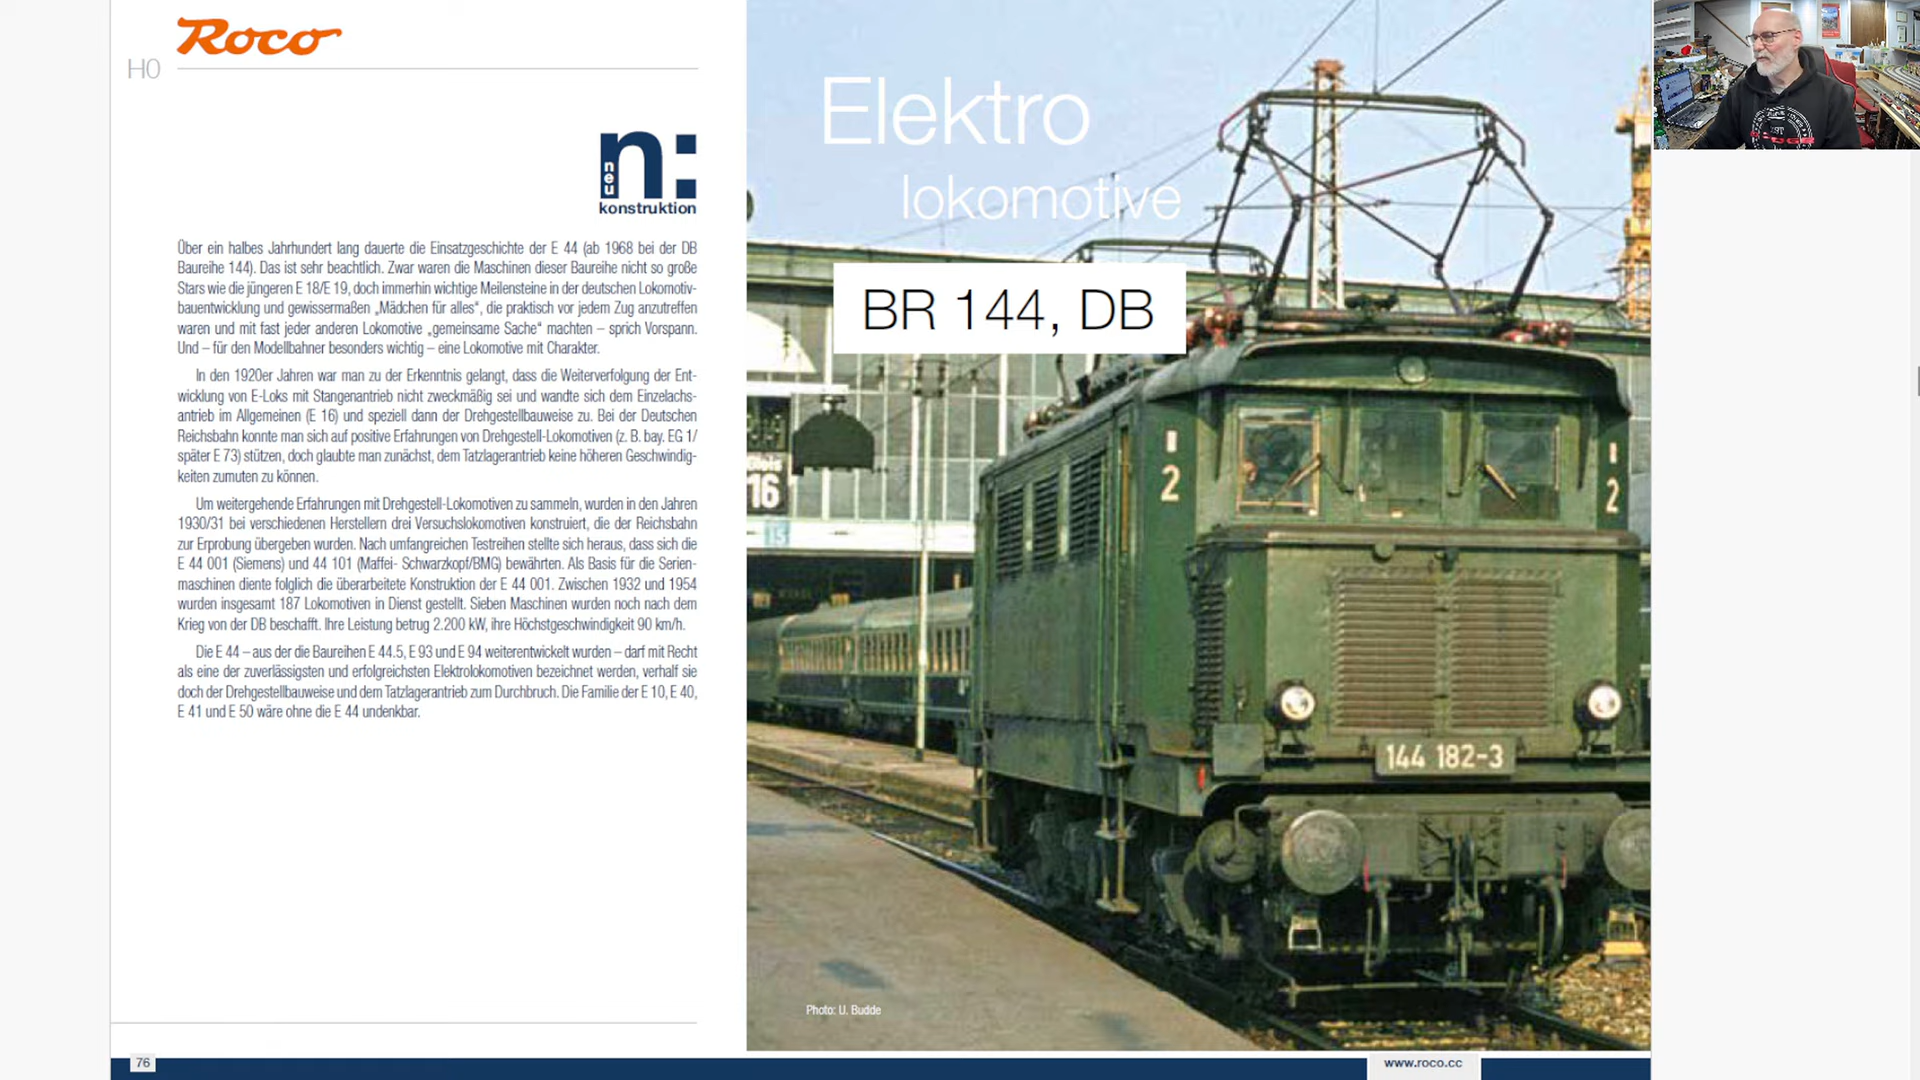 Roco
H0
n:
neu
konstruktion
Über ein halbes Jahrhundert lang dauerte die Einsatzgeschichte der E 44 (ab 1968 bei der DB
Baureihe 144). Das ist sehr beachtlich. Zwar waren die Maschinen dieser Baureihe nicht so große
Stars wie die jüngeren E 18/E 19, doch immerhin wichtige Meilensteine in der deutschen Lokomotiv-
bauentwicklung und gewissermaßen „Mädchen für alles“, die praktisch vor jedem Zug anzutreffen
waren und mit fast jeder anderen Lokomotive „gemeinsame Sache“ machten – sprich Vorspann.
Und – für den Modellbahner besonders wichtig – eine Lokomotive mit Charakter.
In den 1920er Jahren war man zu der Erkenntnis gelangt, dass die Weiterverfolgung der Ent-
wicklung von E-Loks mit Stangenantrieb nicht zweckmäßig sei und wandte sich dem Einzelachs-
antrieb im Allgemeinen (E 16) und speziell dann der Drehgestellbauweise zu. Bei der Deutschen
Reichsbahn konnte man sich auf positive Erfahrungen von Drehgestell-Lokomotiven (z. B. bay. EG 1/
später E 73) stützen, doch glaubte man zunächst, dem Tatzlagerantrieb keine höheren Geschwindig-
keiten zumuten zu können.
Um weitergehende Erfahrungen mit Drehgestell-Lokomotiven zu sammeln, wurden in den Jahren
1930/31 bei verschiedenen Herstellern drei Versuchslokomotiven konstruiert, die der Reichsbahn
zur Erprobung übergeben wurden. Nach umfangreichen Testreihen stellte sich heraus, dass sich die
E 44 001 (Siemens) und 44 101 (Maffei- Schwarzkopf/BMG) bewährten. Als Basis für die Serien-
maschinen diente folglich die überarbeitete Konstruktion der E 44 001. Zwischen 1932 und 1954
wurden insgesamt 187 Lokomotiven in Dienst gestellt. Sieben Maschinen wurden noch nach dem
Krieg von der DB beschafft. Ihre Leistung betrug 2.200 kW, ihre Höchstgeschwindigkeit 90 km/h.
Die E 44 – aus der die Baureihen E 44.5, E 93 und E 94 weiterentwickelt wurden – darf mit Recht
als eine der zuverlässigsten und erfolgreichsten Elektrolokomotiven bezeichnet werden, verhalf sie
doch der Drehgestellbauweise und dem Tatzlagerantrieb zum Durchbruch. Die Familie der E 10, E 40,
E 41 und E 50 wäre ohne die E 44 undenkbar.
Elektro
lokomotive
BR 144, DB
2
2
Gleis
16
15
144 182-3
Photo: U. Budde
76
www.roco.cc